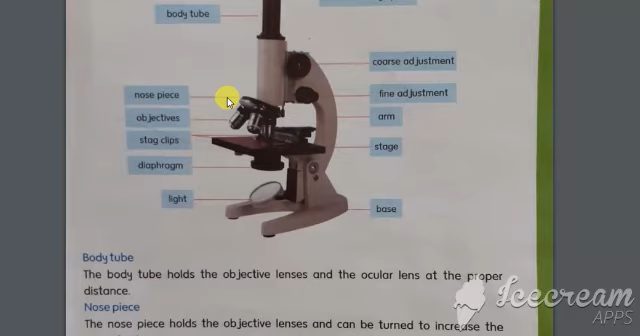 body tube
coarse adjustment
nose piece
fine adjustment
objectives
arm
stag clips
stage
diaphragm
light
base
Body tube
The body tube holds the objective lenses and the ocular lens at the proper
distance.
Nose piece
The nose piece holds the objective lenses and can be turned to increase the
Icecream
APPS